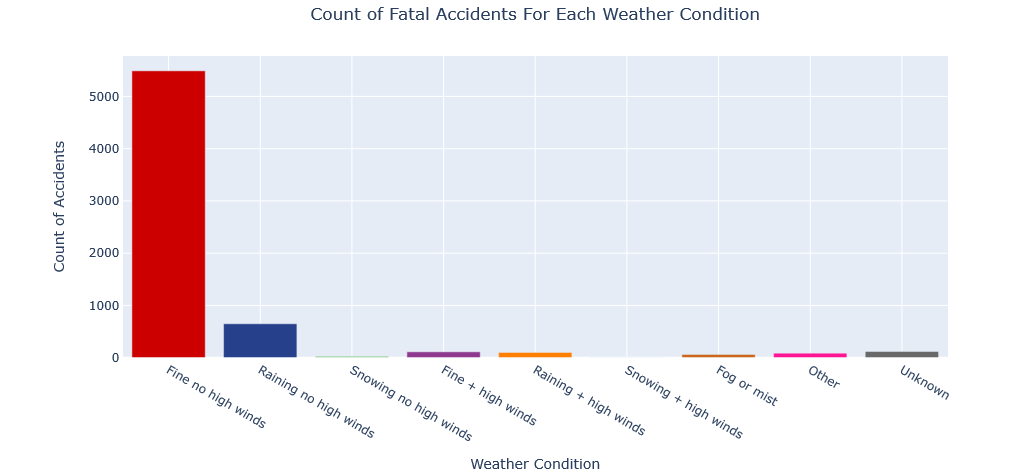 Count of Fatal Accidents For Each Weather Condition
Count of Accidents
5000
4000
3000
2000
1000
0
Fine no high winds
Raining no high winds
Snowing no high winds
Fine + high winds
Raining + high winds
Snowing + high winds
Fog or mist
Other
Unknown
Weather Condition